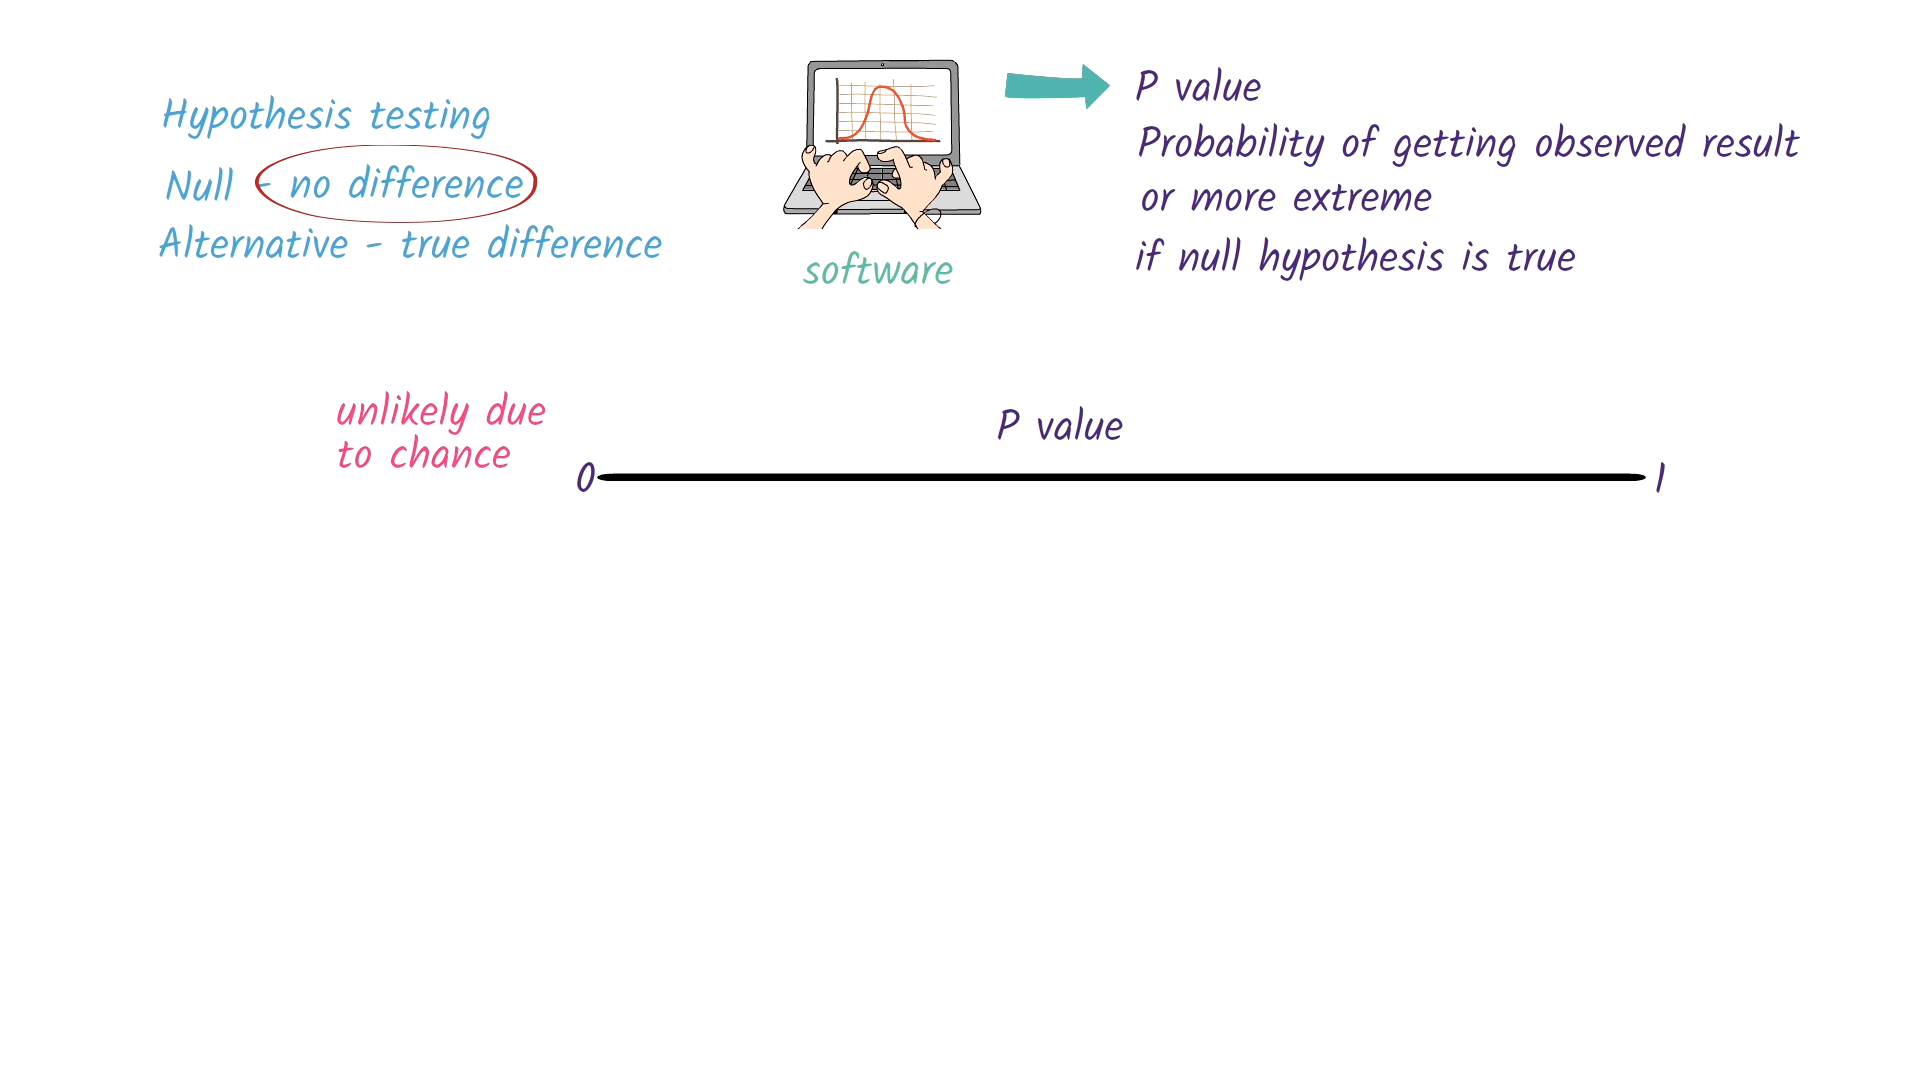 Hypothesis testing
Null - no difference
Alternative - true difference
software
P value
Probability of getting observed result
or more extreme
if null hypothesis is true
unlikely due
to chance
P value
0
1